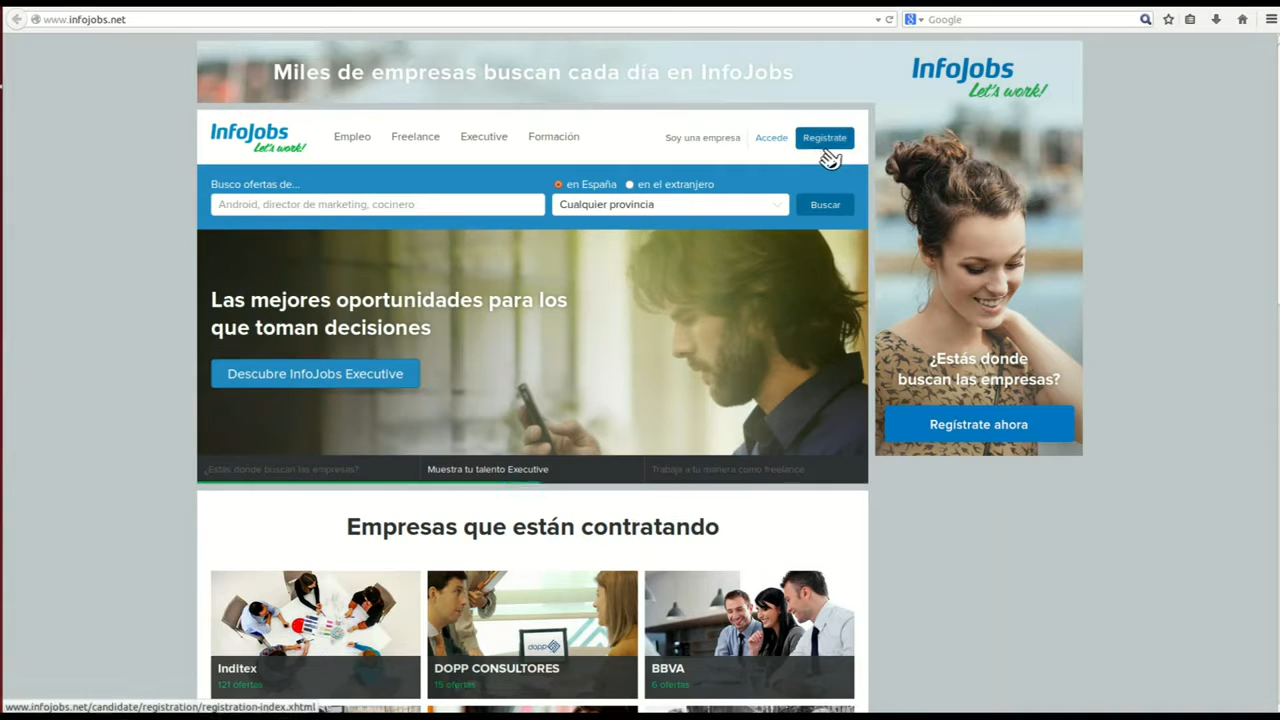 www.infojobs.net
Google
Miles de empresas buscan cada día en InfoJobs
InfoJobs
Let's work!
InfoJobs
Let's work!
Empleo
Freelance
Executive
Formación
Soy una empresa
Accede
Regístrate
Busco ofertas de...
en España
en el extranjero
Android, director de marketing, cocinero
Cualquier provincia
Buscar
Las mejores oportunidades para los
que toman decisiones
Descubre InfoJobs Executive
¿Estás donde
buscan las empresas?
Regístrate ahora
¿Estás donde buscan las empresas?
Muestra tu talento Executive
Trabaja a tu manera como freelance
Empresas que están contratando
dopp
Inditex
121 ofertas
DOPP CONSULTORES
15 ofertas
BBVA
6 ofertas
www.infojobs.net/candidate/registration/registration-index.xhtml